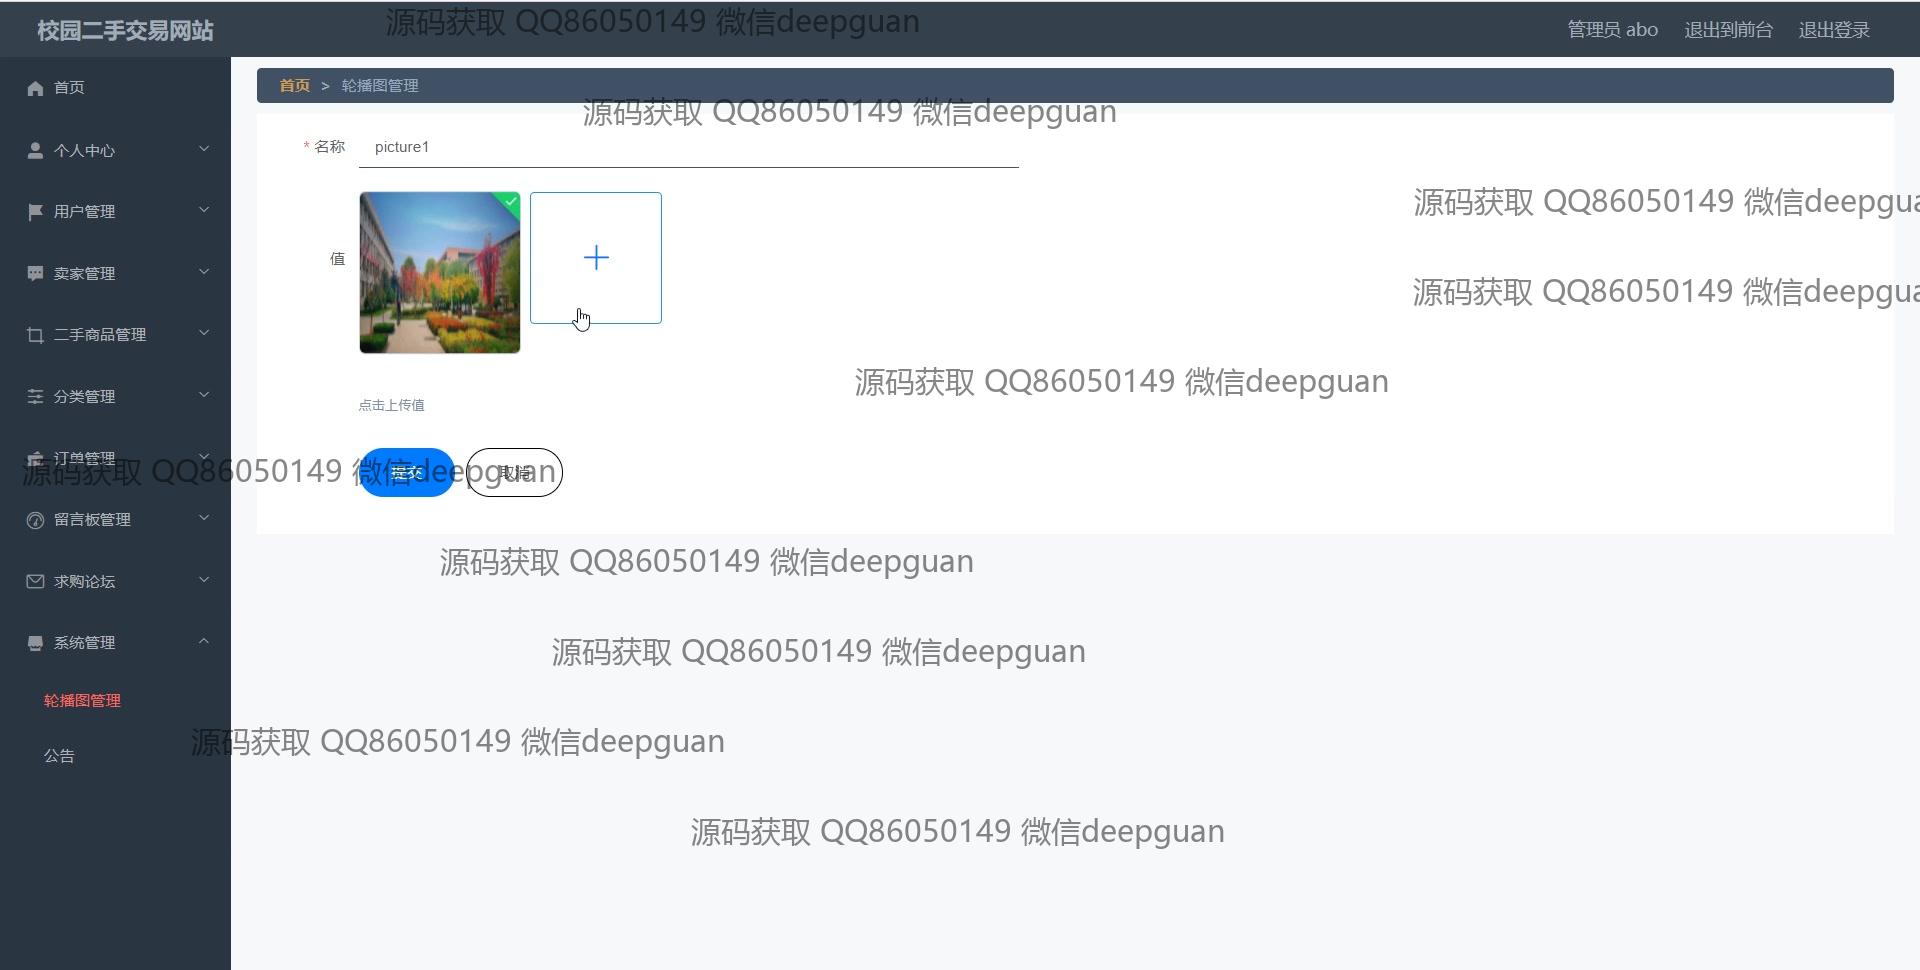 校园二手交易网站
源码获取 QQ86050149 微信deepguan
管理员 abo 退出到前台 退出登录
首页
首页 > 轮播图管理
源码获取 QQ86050149 微信deepguan
* 名称 picture1
个人中心
源码获取 QQ86050149 微信deepgua
用户管理
值
卖家管理
源码获取 QQ86050149 微信deepgua
二手商品管理
源码获取 QQ86050149 微信deepguan
分类管理
点击上传值
订单管理
源码获取 QQ86050149 微信deepguan
提交 取消
留言板管理
源码获取 QQ86050149 微信deepguan
求购论坛
系统管理
源码获取 QQ86050149 微信deepguan
轮播图管理
源码获取 QQ86050149 微信deepguan
公告
源码获取 QQ86050149 微信deepguan